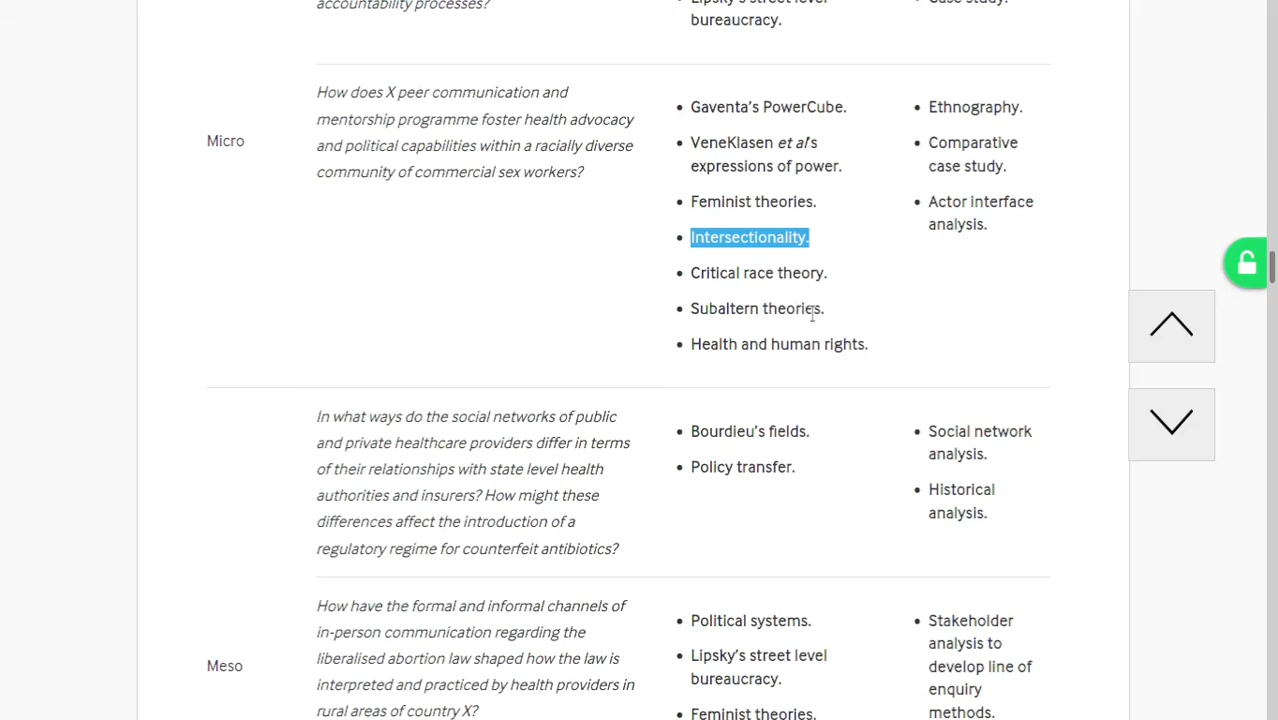 accountability processes?
Lipsky's street level
bureaucracy.
Case study.
Micro
How does X peer communication and
mentorship programme foster health advocacy
and political capabilities within a racially diverse
community of commercial sex workers?
• Gaventa's PowerCube.
• VeneKlasen et al's
expressions of power.
• Feminist theories.
• Intersectionality.
• Critical race theory.
• Subaltern theories.
• Health and human rights.
• Ethnography.
• Comparative
case study.
• Actor interface
analysis.
In what ways do the social networks of public
and private healthcare providers differ in terms
of their relationships with state level health
authorities and insurers? How might these
differences affect the introduction of a
regulatory regime for counterfeit antibiotics?
• Bourdieu's fields.
• Policy transfer.
• Social network
analysis.
• Historical
analysis.
Meso
How have the formal and informal channels of
in-person communication regarding the
liberalised abortion law shaped how the law is
interpreted and practiced by health providers in
rural areas of country X?
• Political systems.
• Lipsky's street level
bureaucracy.
• Feminist theories.
• Stakeholder
analysis to
develop line of
enquiry
methods.